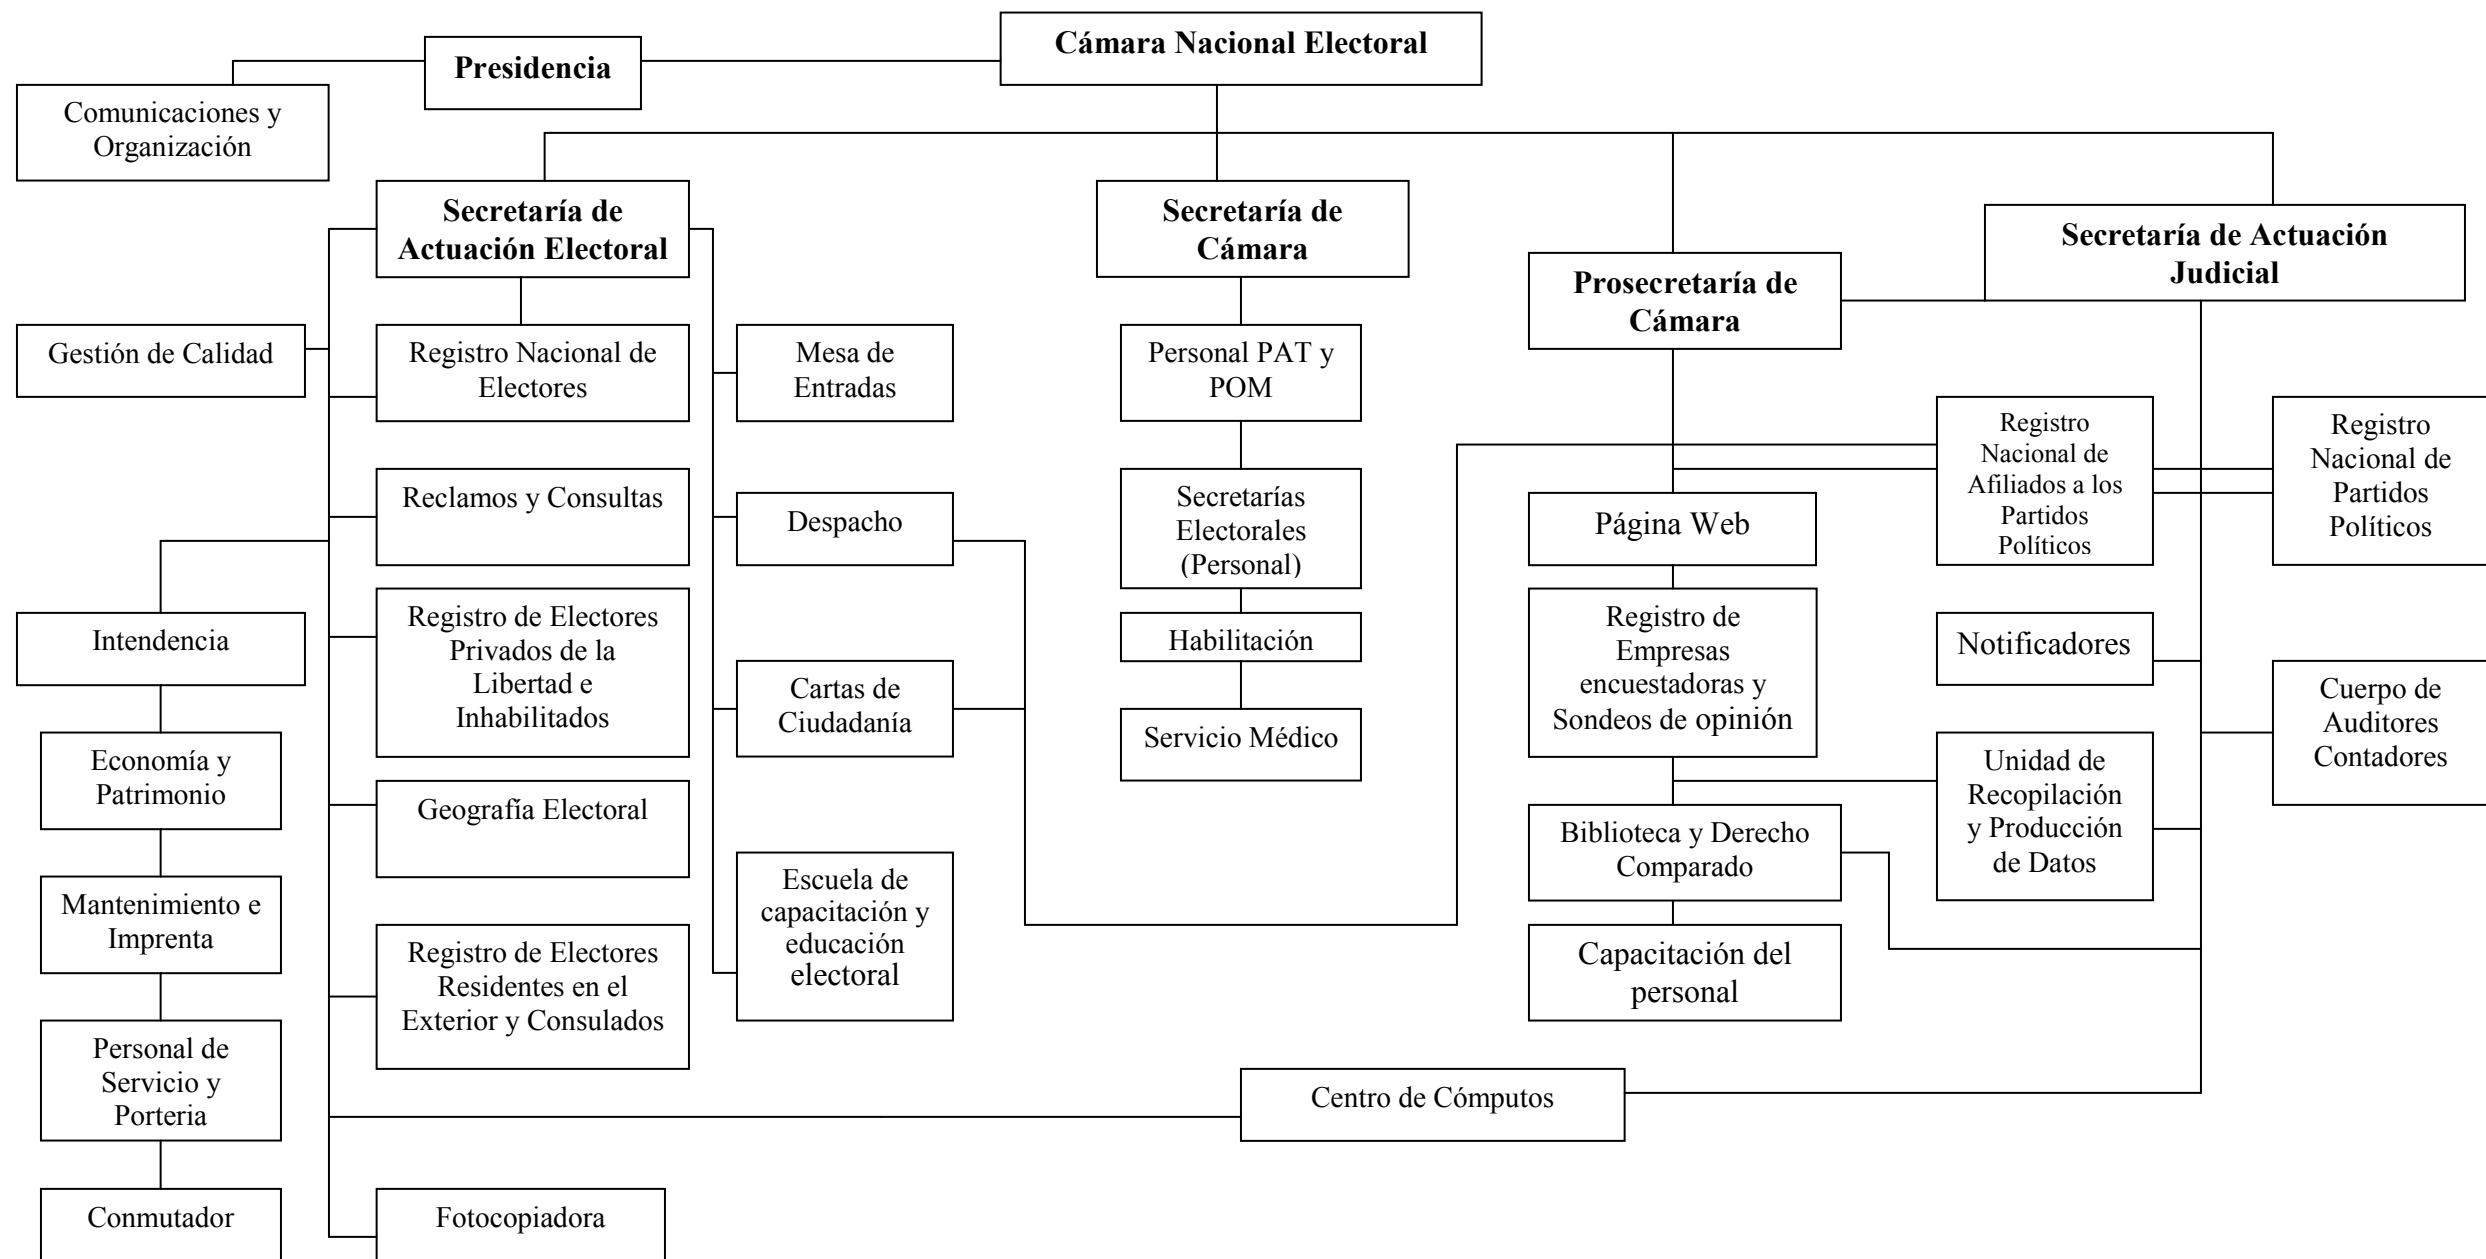 Cámara Nacional Electoral
Presidencia
Comunicaciones y
Organización
Secretaría de
Actuación Electoral
Secretaría de
Cámara
Prosecretaría de
Cámara
Secretaría de Actuación
Judicial
Gestión de Calidad
Registro Nacional de
Electores
Mesa de
Entradas
Personal PAT y
POM
Registro
Nacional de
Afiliados a los
Partidos
Políticos
Registro
Nacional de
Partidos
Políticos
Reclamos y Consultas
Despacho
Secretarías
Electorales
(Personal)
Página Web
Intendencia
Registro de Electores
Privados de la
Libertad e
Inhabilitados
Cartas de
Ciudadanía
Habilitación
Servicio Médico
Registro de
Empresas
encuestadoras y
Sondeos de opinión
Notificadores
Cuerpo de
Auditores
Contadores
Economía y
Patrimonio
Geografía Electoral
Unidad de
Recopilación
y Producción
de Datos
Biblioteca y Derecho
Comparado
Mantenimiento e
Imprenta
Escuela de
capacitación y
educación
electoral
Registro de Electores
Residentes en el
Exterior y Consulados
Capacitación del
personal
Personal de
Servicio y
Porteria
Centro de Cómputos
Conmutador
Fotocopiadora